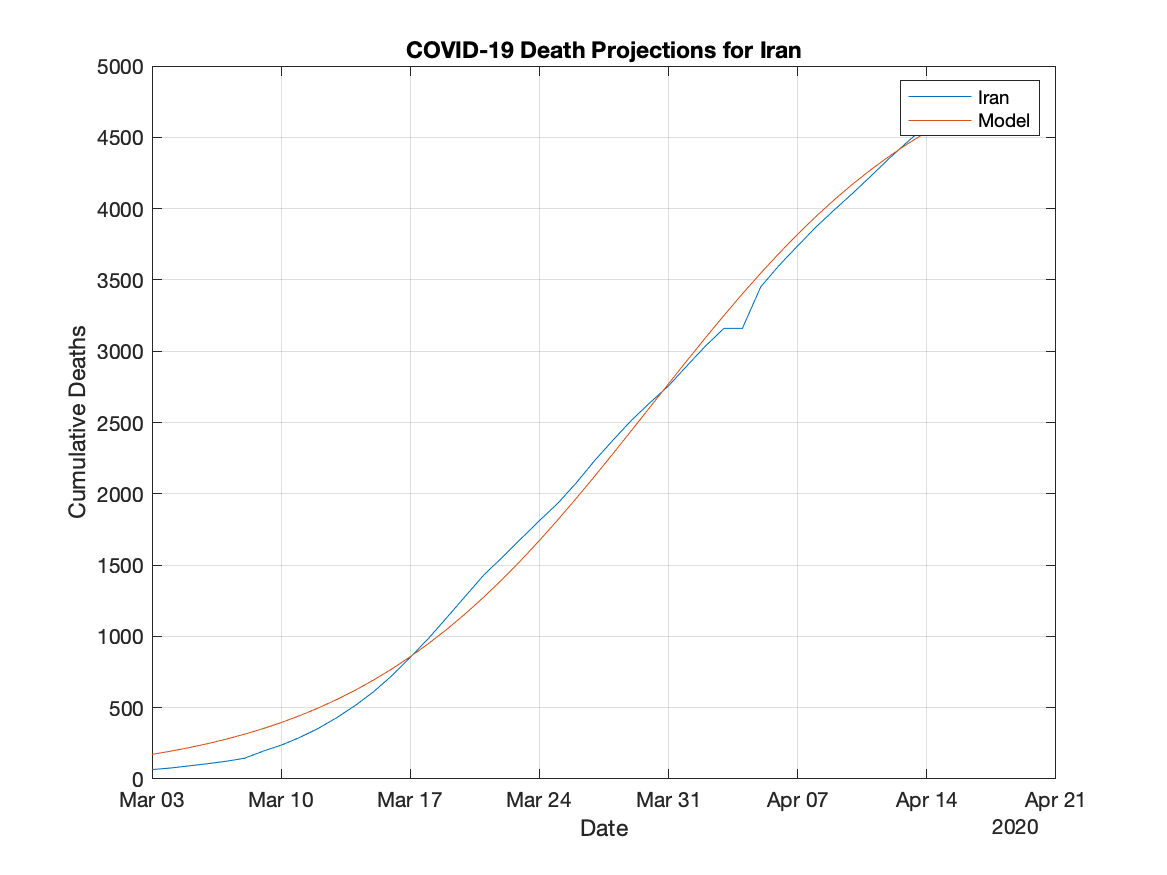 COVID-19 Death Projections for Iran
5000
4500
4000
3500
3000
2500
2000
1500
1000
500
0
Cumulative Deaths
Iran
Model
Mar 03 Mar 10 Mar 17 Mar 24 Mar 31 Apr 07 Apr 14 Apr 21
Date
2020